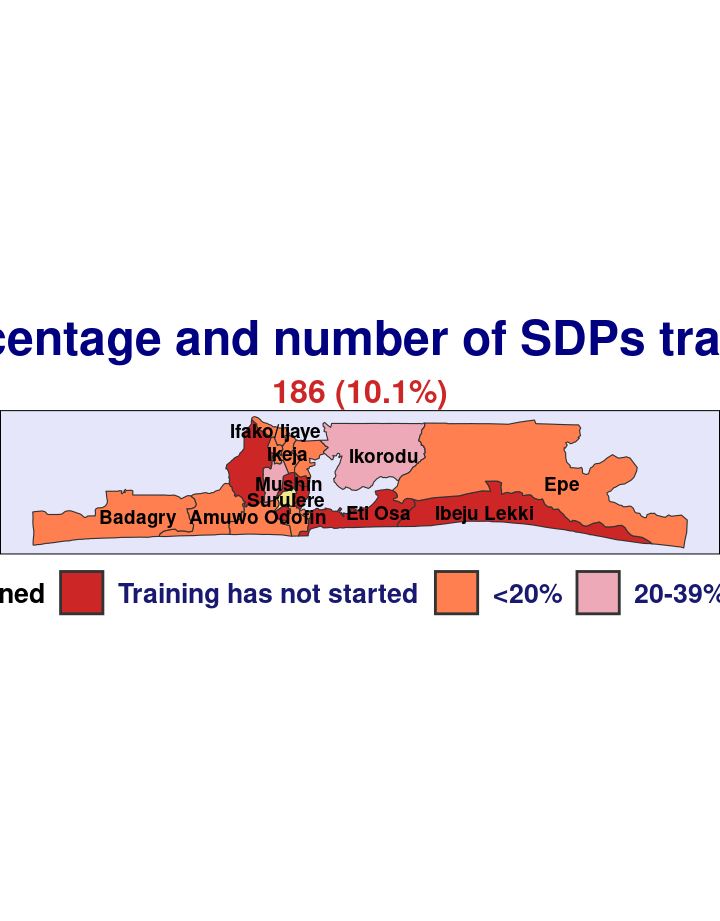 centage and number of SDPs tra
186 (10.1%)
Ifako/Ijaye
Ikeja
Ikorodu
Mushin
Surulere
Epe
Badagry
Amuwo Odofin
Eti Osa
Ibeju Lekki
ned
Training has not started
<20%
20-39%